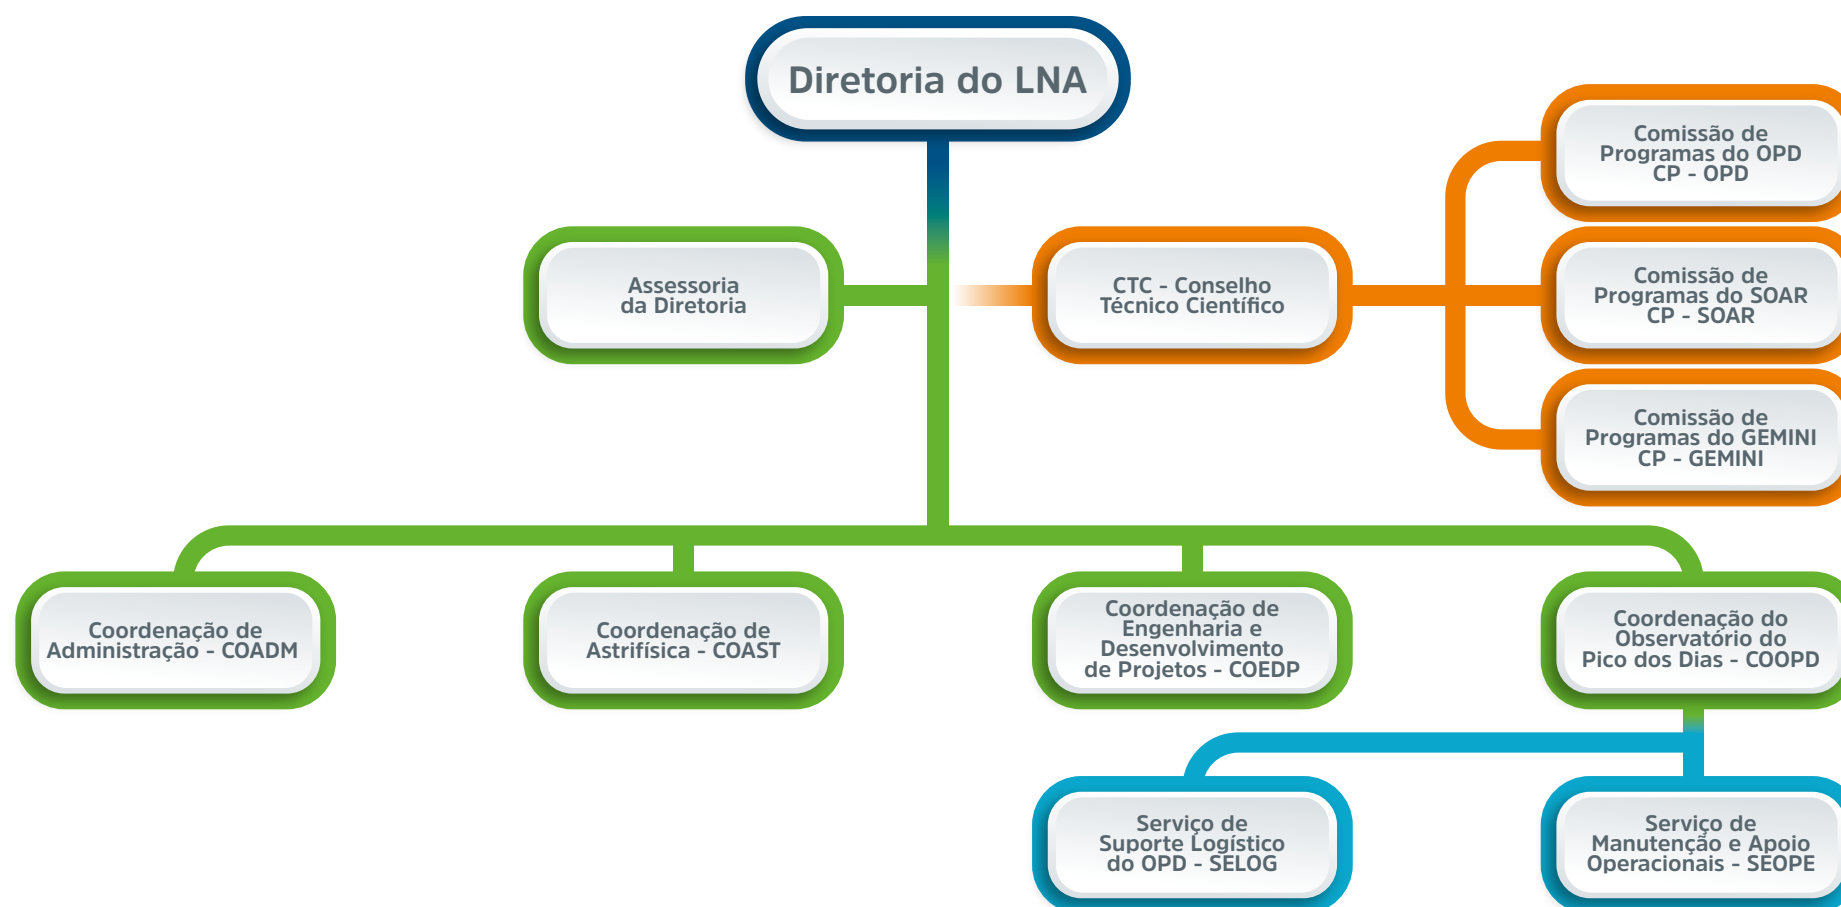 Diretoria do LNA
Comissão de
Programas do OPD
CP - OPD
Assessoria
da Diretoria
CTC - Conselho
Técnico Científico
Comissão de
Programas do SOAR
CP - SOAR
Comissão de
Programas do GEMINI
CP - GEMINI
Coordenação de
Administração - COADM
Coordenação de
Astrifísica - COAST
Coordenação de
Engenharia e
Desenvolvimento
de Projetos - COEDP
Coordenação do
Observatório do
Pico dos Dias - COOPD
Serviço de
Suporte Logístico
do OPD - SELOG
Serviço de
Manutenção e Apoio
Operacionais - SEOPE